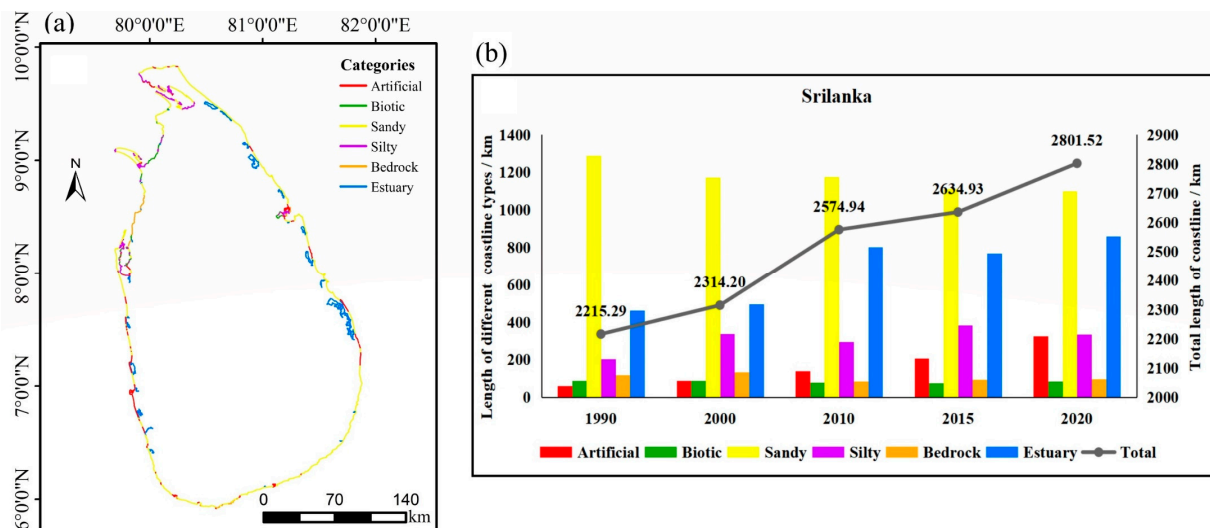 (a)
80°0'0"E 81°0'0"E 82°0'0"E
10°0'0"N
9°0'0"N
8°0'0"N
7°0'0"N
6°0'0"N
N
Categories
Artificial
Biotic
Sandy
Silty
Bedrock
Estuary
0 70 140
km
(b)
Srilanka
Length of different coastline types / km
1400
1200
1000
800
600
400
200
0
2215.29
2314.20
2574.94
2634.93
2801.52
2900
2800
2700
2600
2500
2400
2300
2200
2100
2000
Total length of coastline / km
1990 2000 2010 2015 2020
Artificial Biotic Sandy Silty Bedrock Estuary Total